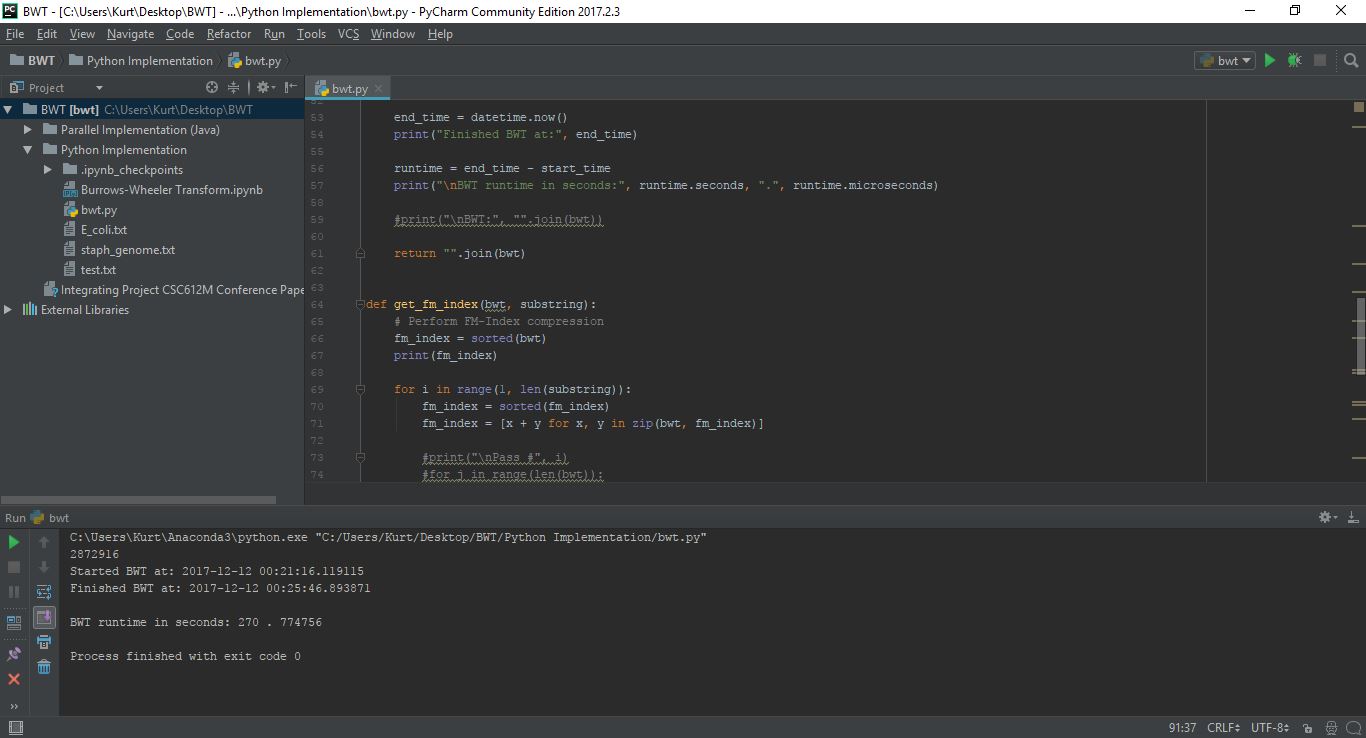 BWT - [C:\Users\Kurt\Desktop\BWT] - ...\Python Implementation\bwt.py - PyCharm Community Edition 2017.2.3
File Edit View Navigate Code Refactor Run Tools VCS Window Help
BWT Python Implementation bwt.py bwt
Project
bwt.py
BWT [bwt] C:\Users\Kurt\Desktop\BWT
Parallel Implementation (Java)
Python Implementation
.ipynb_checkpoints
Burrows-Wheeler Transform.ipynb
bwt.py
E_coli.txt
staph_genome.txt
test.txt
Integrating Project CSC612M Conference Pape
External Libraries
52
53 end_time = datetime.now()
54 print("Finished BWT at:", end_time)
55
56 runtime = end_time - start_time
57 print("\nBWT runtime in seconds:", runtime.seconds, ".", runtime.microseconds)
58
59 #print("\nBWT:", "".join(bwt))
60
61 return "".join(bwt)
62
63
64 def get_fm_index(bwt, substring):
65 # Perform FM-Index compression
66 fm_index = sorted(bwt)
67 print(fm_index)
68
69 for i in range(1, len(substring)):
70 fm_index = sorted(fm_index)
71 fm_index = [x + y for x, y in zip(bwt, fm_index)]
72
73 #print("\nPass #", i)
74 #for j in range(len(bwt)):
Run bwt
C:\Users\Kurt\Anaconda3\python.exe "C:/Users/Kurt/Desktop/BWT/Python Implementation/bwt.py"
2872916
Started BWT at: 2017-12-12 00:21:16.119115
Finished BWT at: 2017-12-12 00:25:46.893871
BWT runtime in seconds: 270 . 774756
Process finished with exit code 0
91:37 CRLF UTF-8